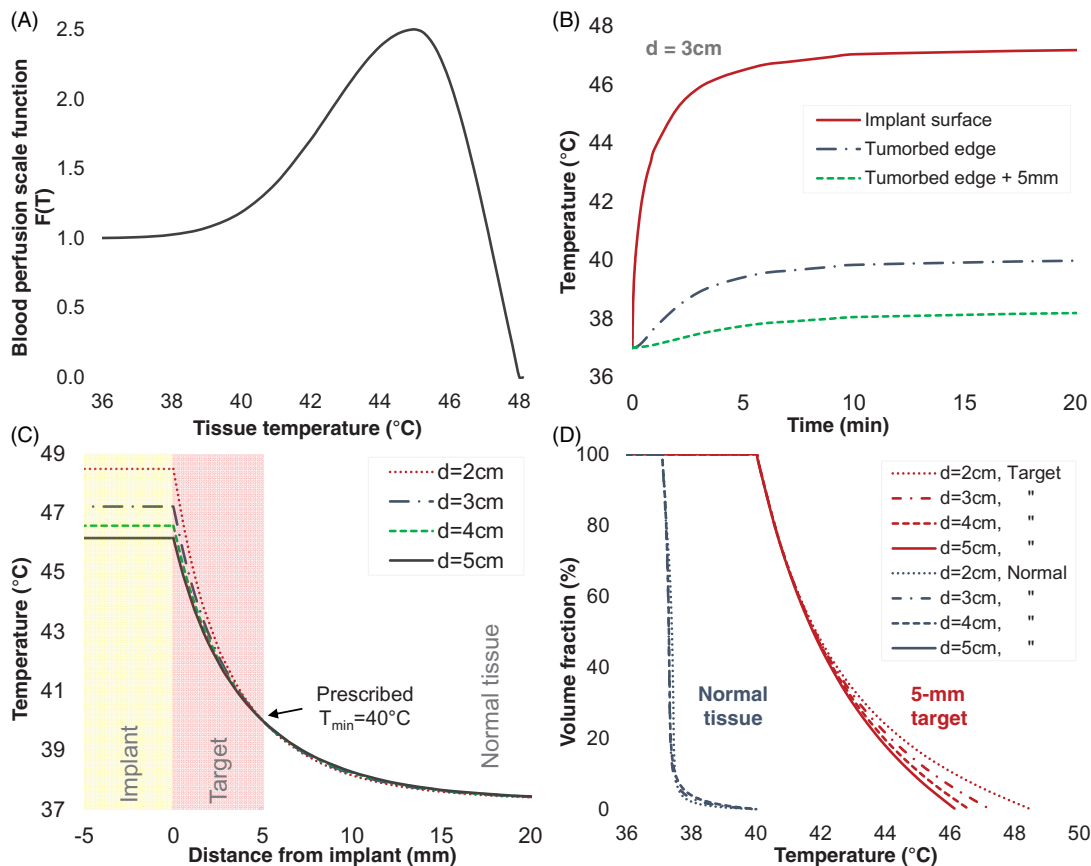 (A)
Blood perfusion scale function
F(T)
2.5
2.0
1.5
1.0
0.5
0.0
36 38 40 42 44 46 48
Tissue temperature (°C)
(B)
d = 3cm
Temperature (°C)
48
46
44
42
40
38
36
Implant surface
Tumorbed edge
Tumorbed edge + 5mm
0 5 10 15 20
Time (min)
(C)
Temperature (°C)
49
47
45
43
41
39
37
d=2cm
d=3cm
d=4cm
d=5cm
Prescribed
Tmin=40°C
Implant
Target
Normal tissue
-5 0 5 10 15 20
Distance from implant (mm)
(D)
Volume fraction (%)
100
80
60
40
20
0
d=2cm, Target
d=3cm, "
d=4cm, "
d=5cm, "
d=2cm, Normal
d=3cm, "
d=4cm, "
d=5cm, "
Normal
tissue
5-mm
target
36 38 40 42 44 46 48 50
Temperature (°C)